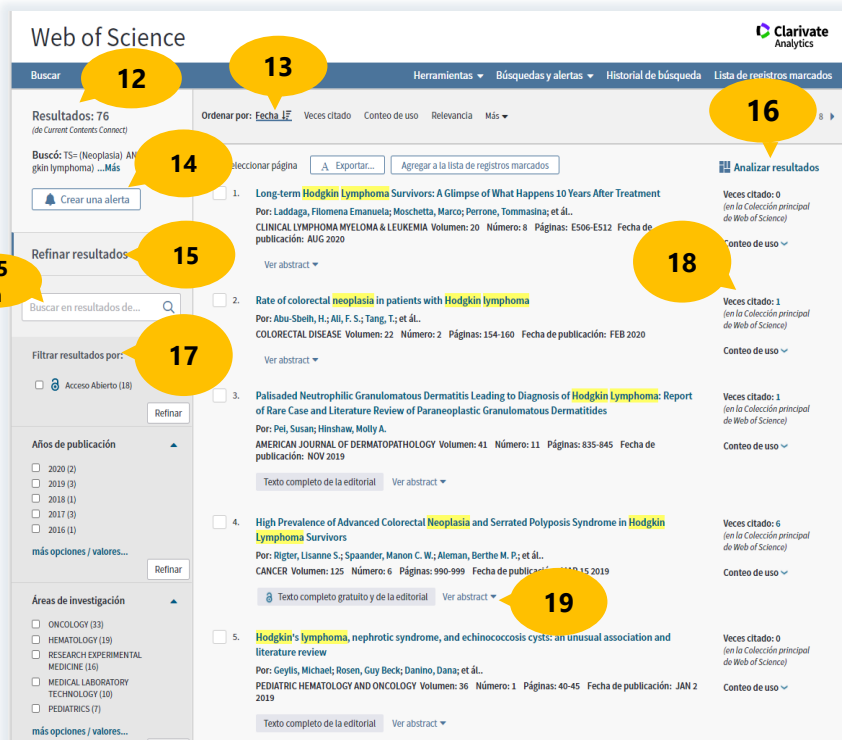 Web of Science
Clarivate
Analytics
Buscar
Herramientas
Búsquedas y alertas
Historial de búsqueda
Lista de registros marcados
12
13
16
Resultados: 76
(de Current Contents Connect)
Ordenar por: Fecha Veces citado Conteo de uso Relevancia Más
8
Buscó: TS= (Neoplasia) AN
gkin lymphoma) ...Más
14
Crear una alerta
eleccionar página
Exportar...
Agregar a la lista de registros marcados
Analizar resultados
Refinar resultados
15
5
Buscar en resultados de...
Filtrar resultados por:
17
Acceso Abierto (18)
Refinar
Años de publicación
2020 (2)
2019 (3)
2018 (1)
2017 (3)
2016 (1)
más opciones / valores...
Refinar
Áreas de investigación
ONCOLOGY (33)
HEMATOLOGY (19)
RESEARCH EXPERIMENTAL
MEDICINE (16)
MEDICAL LABORATORY
TECHNOLOGY (10)
PEDIATRICS (7)
más opciones / valores...
1. Long-term Hodgkin Lymphoma Survivors: A Glimpse of What Happens 10 Years After Treatment
Por: Laddaga, Filomena Emanuela; Moschetta, Marco; Perrone, Tommasina; et ál..
CLINICAL LYMPHOMA MYELOMA & LEUKEMIA Volumen: 20 Número: 8 Páginas: E506-E512 Fecha de
publicación: AUG 2020
Ver abstract
Veces citado: 0
(en la Colección principal
de Web of Science)
Conteo de uso
18
2. Rate of colorectal neoplasia in patients with Hodgkin lymphoma
Por: Abu-Sbeih, H.; Ali, F. S.; Tang, T.; et ál..
COLORECTAL DISEASE Volumen: 22 Número: 2 Páginas: 154-160 Fecha de publicación: FEB 2020
Ver abstract
Veces citado: 1
(en la Colección principal
de Web of Science)
Conteo de uso
3. Palisaded Neutrophilic Granulomatous Dermatitis Leading to Diagnosis of Hodgkin Lymphoma: Report
of Rare Case and Literature Review of Paraneoplastic Granulomatous Dermatitides
Por: Pei, Susan; Hinshaw, Molly A.
AMERICAN JOURNAL OF DERMATOPATHOLOGY Volumen: 41 Número: 11 Páginas: 835-845 Fecha de
publicación: NOV 2019
Texto completo de la editorial Ver abstract
Veces citado: 1
(en la Colección principal
de Web of Science)
Conteo de uso
4. High Prevalence of Advanced Colorectal Neoplasia and Serrated Polyposis Syndrome in Hodgkin
Lymphoma Survivors
Por: Rigter, Lisanne S.; Spaander, Manon C. W.; Aleman, Berthe M. P.; et ál..
CANCER Volumen: 125 Número: 6 Páginas: 990-999 Fecha de 15 2019
Texto completo gratuito y de la editorial Ver abstract
19
Veces citado: 6
(en la Colección principal
de Web of Science)
Conteo de uso
5. Hodgkin's lymphoma, nephrotic syndrome, and echinococcosis cysts: an unusual association and
literature review
Por: Geylis, Michael; Rosen, Guy Beck; Danino, Dana; et ál..
PEDIATRIC HEMATOLOGY AND ONCOLOGY Volumen: 36 Número: 1 Páginas: 40-45 Fecha de publicación: JAN 2
2019
Texto completo de la editorial Ver abstract
Veces citado: 0
(en la Colección principal
de Web of Science)
Conteo de uso